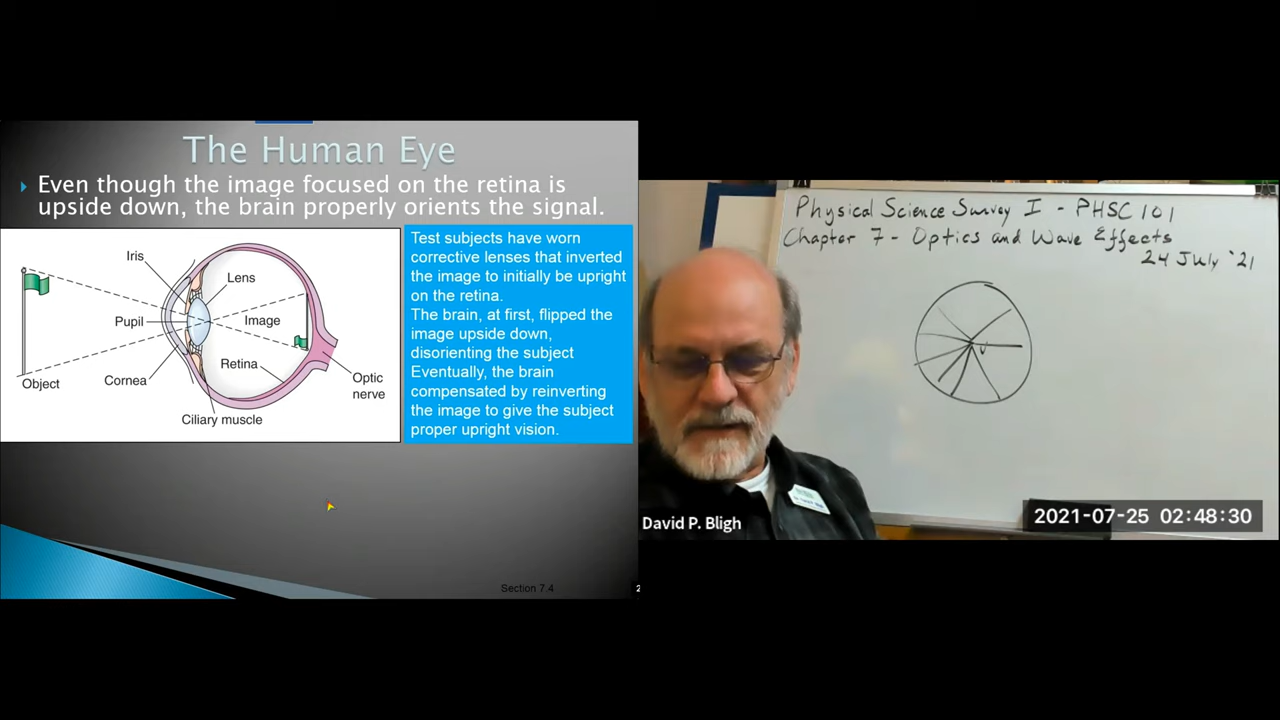 The Human Eye
Even though the image focused on the retina is
upside down, the brain properly orients the signal.
Iris
Lens
Pupil
Image
Retina
Cornea
Object
Optic
nerve
Ciliary muscle
Test subjects have worn
corrective lenses that inverted
the image to initially be upright
on the retina.
The brain, at first, flipped the
image upside down,
disorienting the subject
Eventually, the brain
compensated by reinverting
the image to give the subject
proper upright vision.
Section 7.4
2
Physical Science Survey I - PHSC 101
Chapter 7 - Optics and Wave Effects
24 July '21
David P. Bligh
2021-07-25 02:48:30